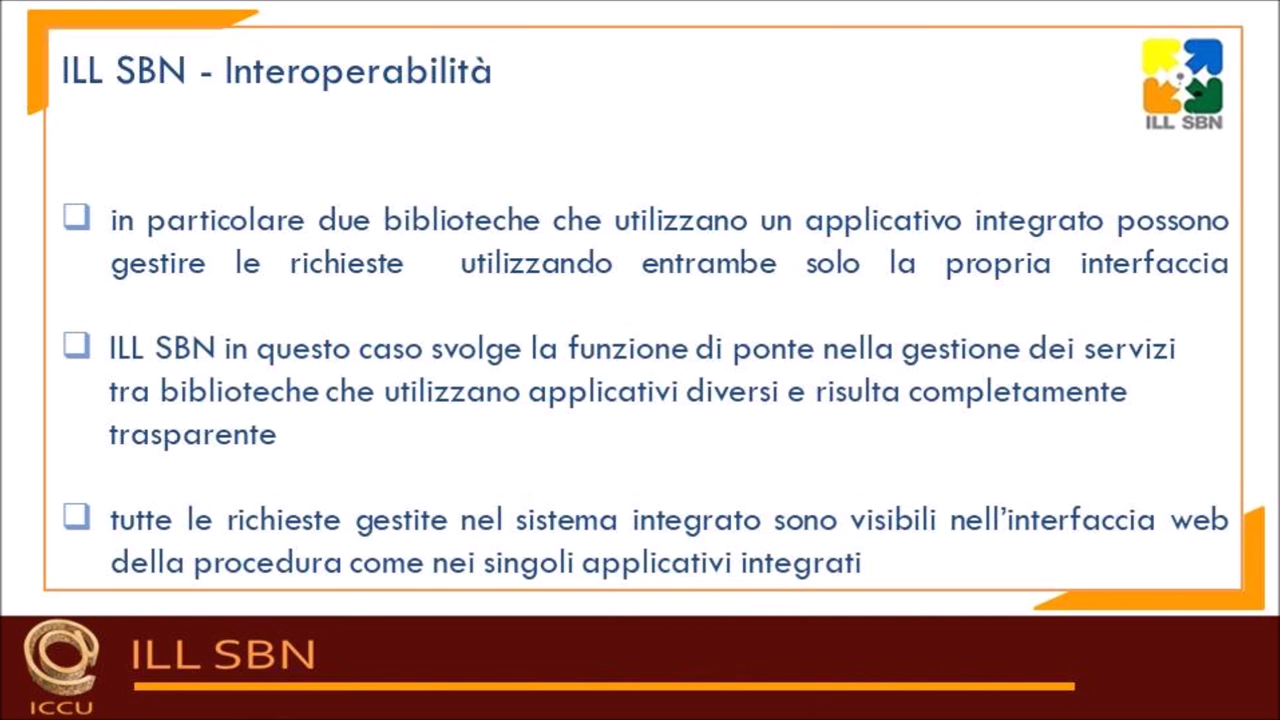 ILL SBN - Interoperabilità
ILL SBN
in particolare due biblioteche che utilizzano un applicativo integrato possono
gestire le richieste utilizzando entrambe solo la propria interfaccia
ILL SBN in questo caso svolge la funzione di ponte nella gestione dei servizi
tra biblioteche che utilizzano applicativi diversi e risulta completamente
trasparente
tutte le richieste gestite nel sistema integrato sono visibili nell’interfaccia web
della procedura come nei singoli applicativi integrati
ILL SBN
ICCU